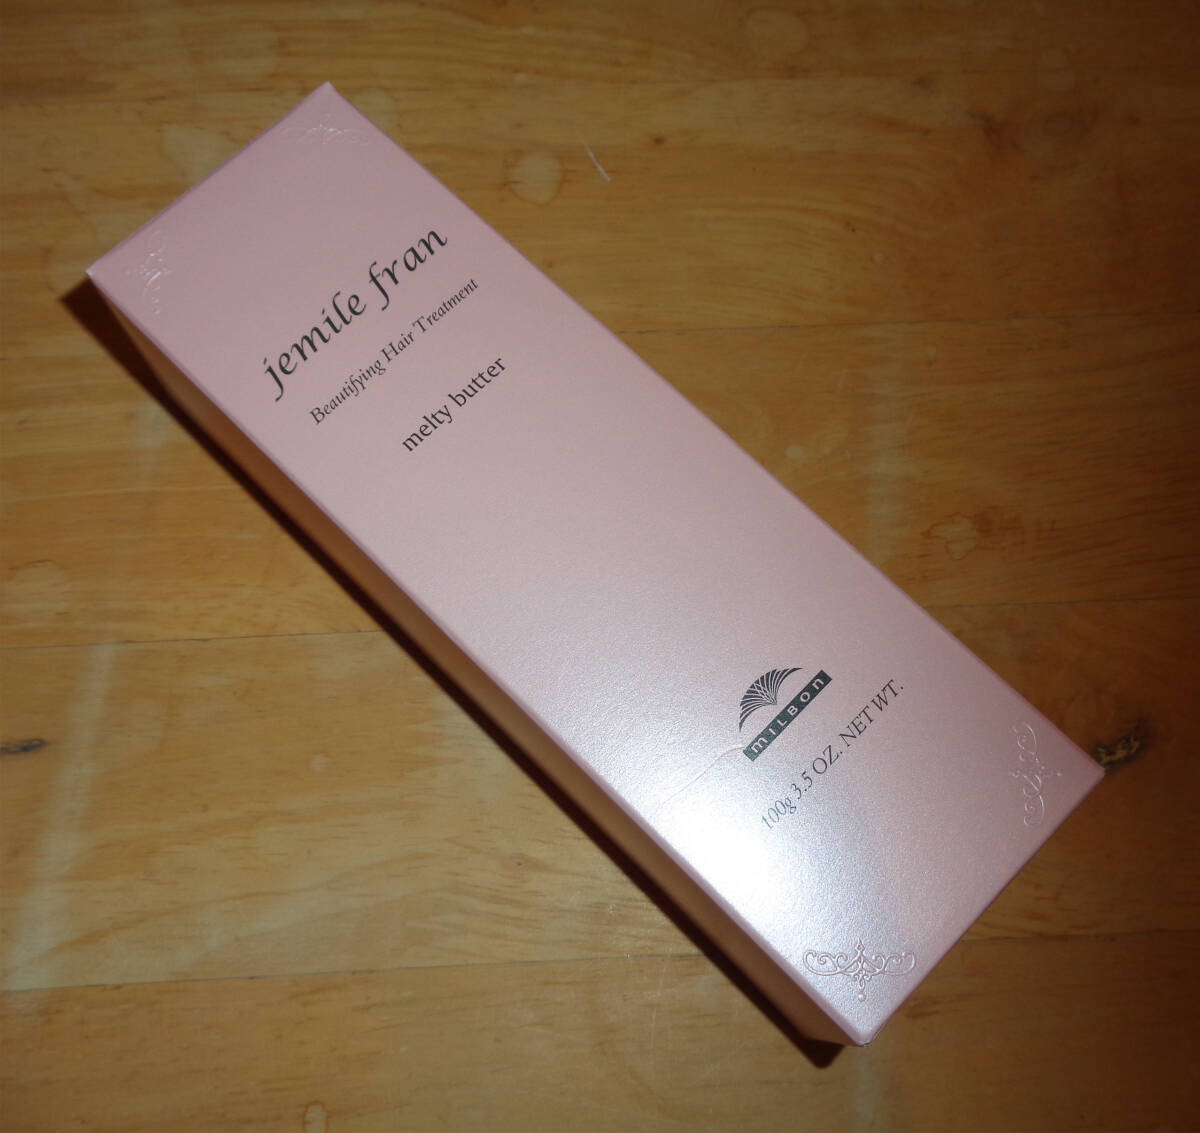 jemile fran
Beautifying Hair Treatment
melty butter
MILBON
100g 3.5 OZ. NET WT.